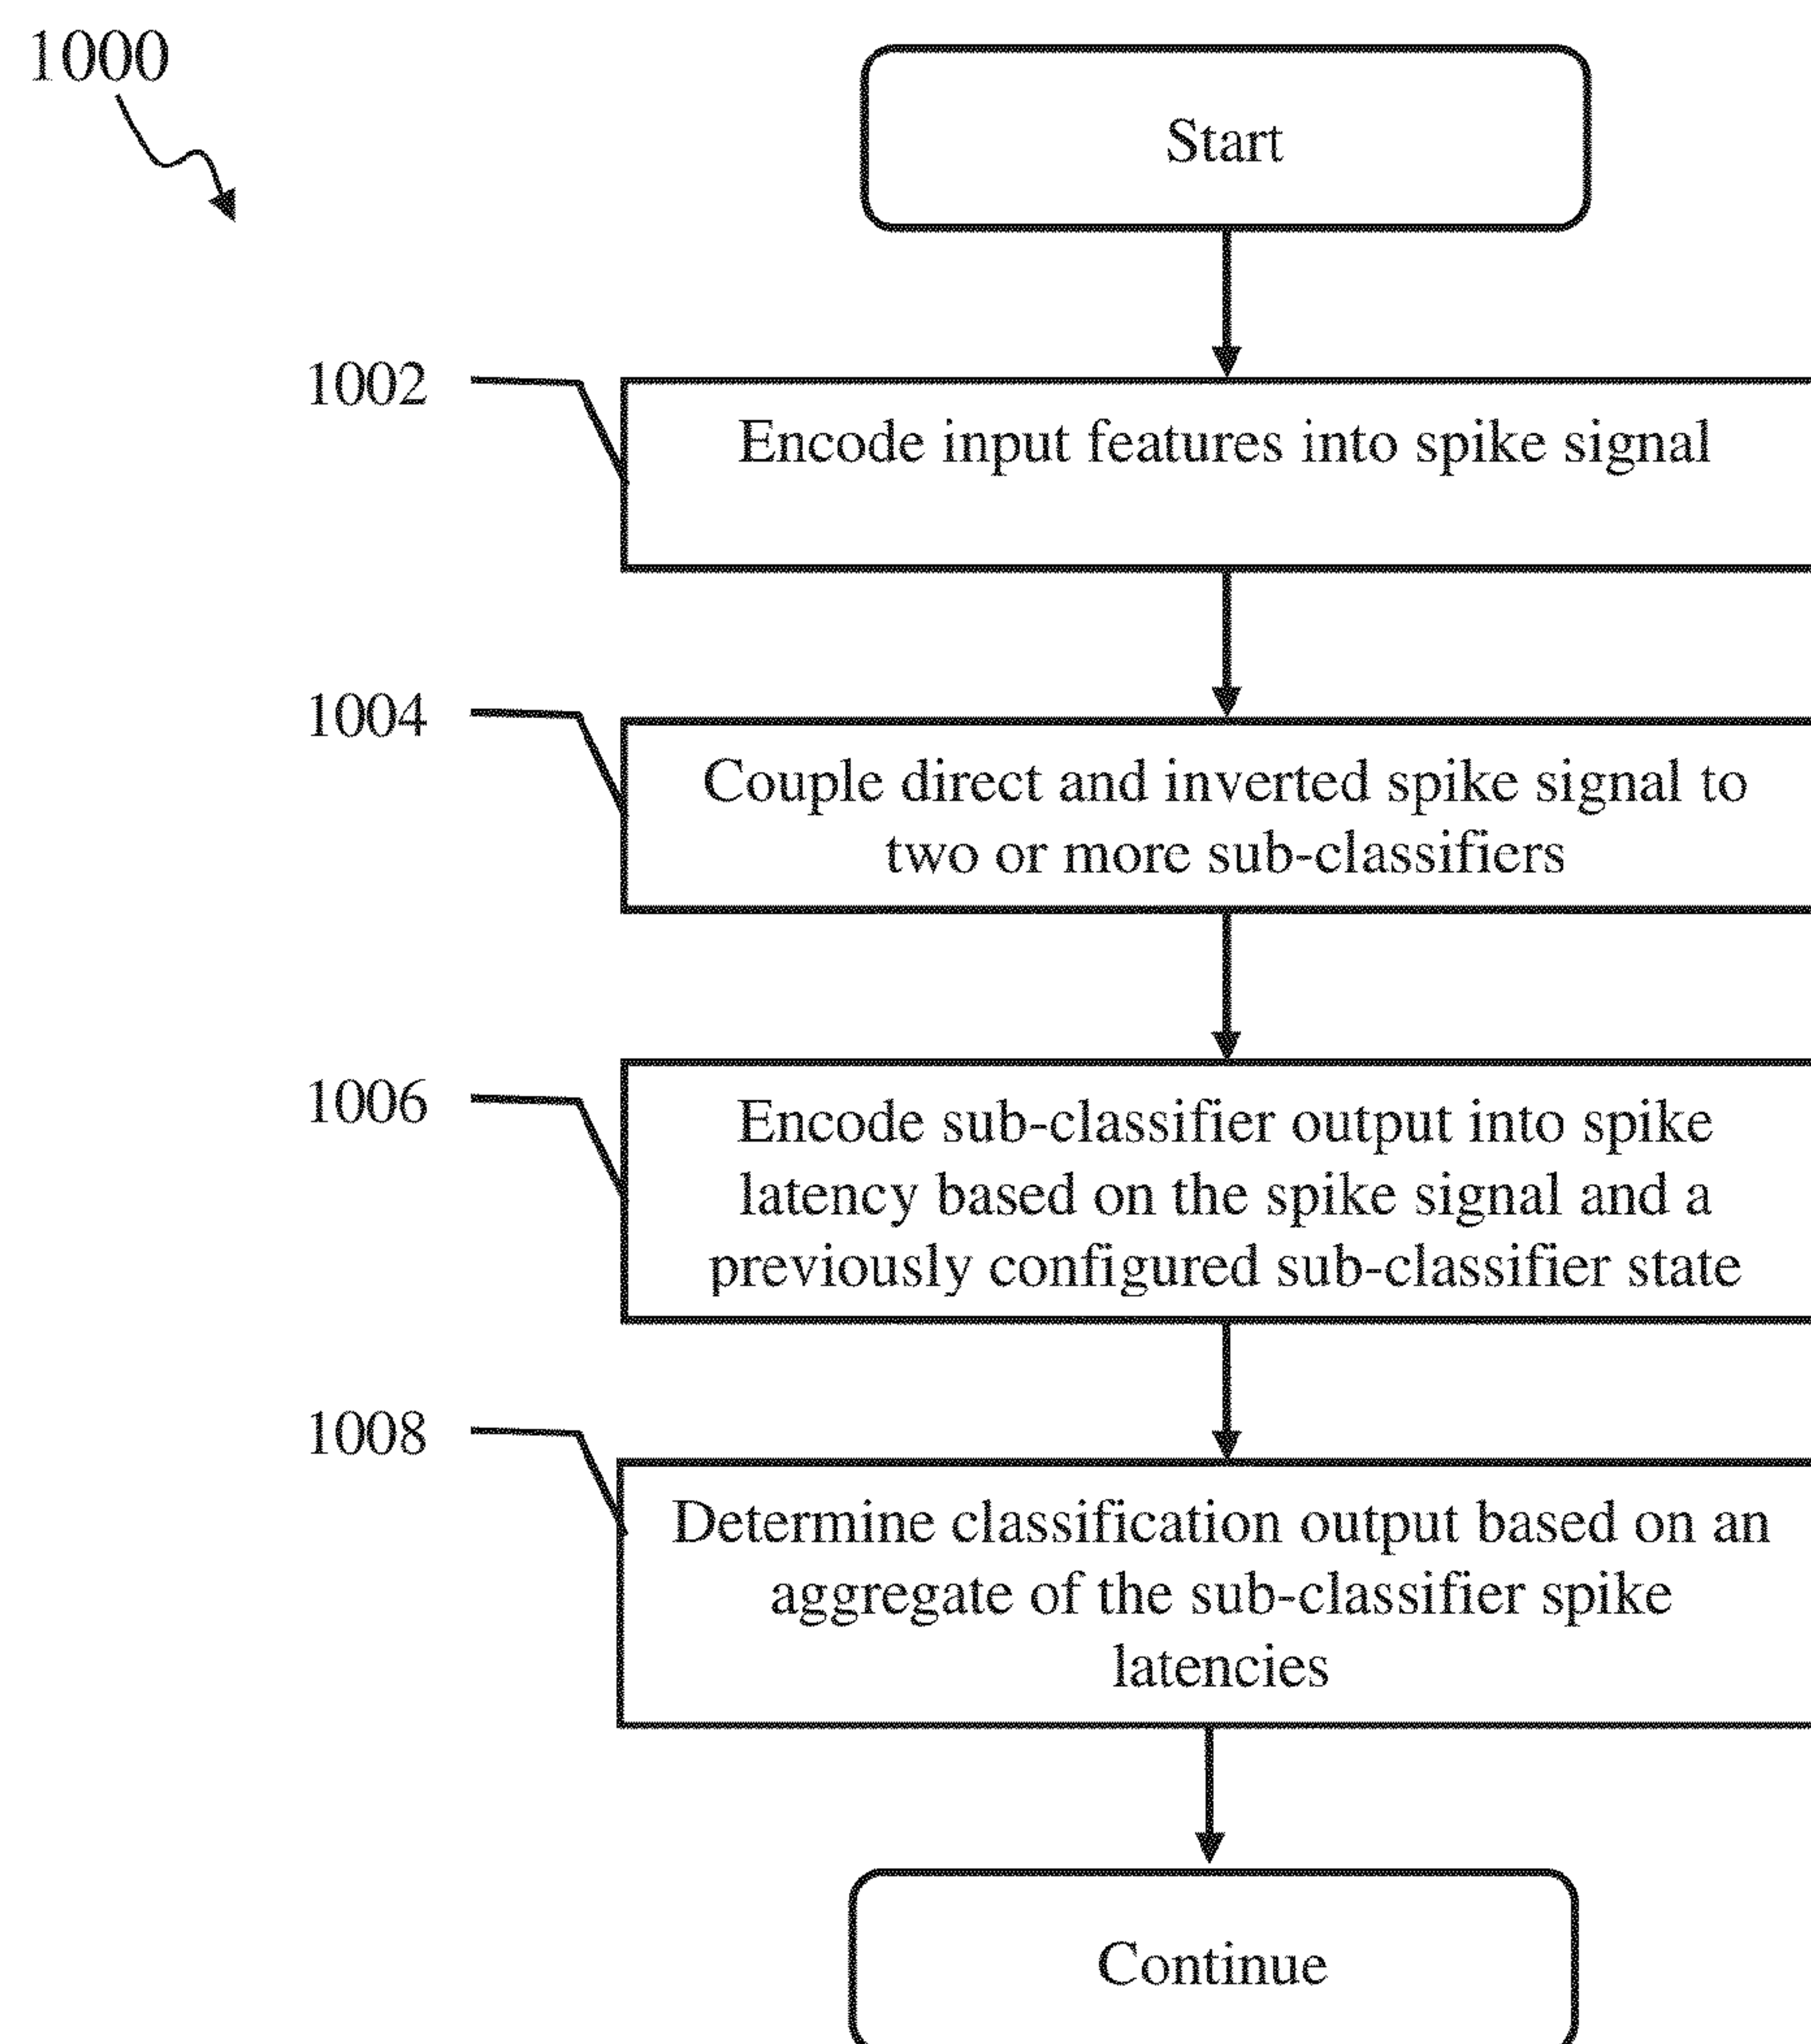 1000
Start
1002
Encode input features into spike signal
1004
Couple direct and inverted spike signal to
two or more sub-classifiers
1006
Encode sub-classifier output into spike
latency based on the spike signal and a
previously configured sub-classifier state
1008
Determine classification output based on an
aggregate of the sub-classifier spike
latencies
Continue